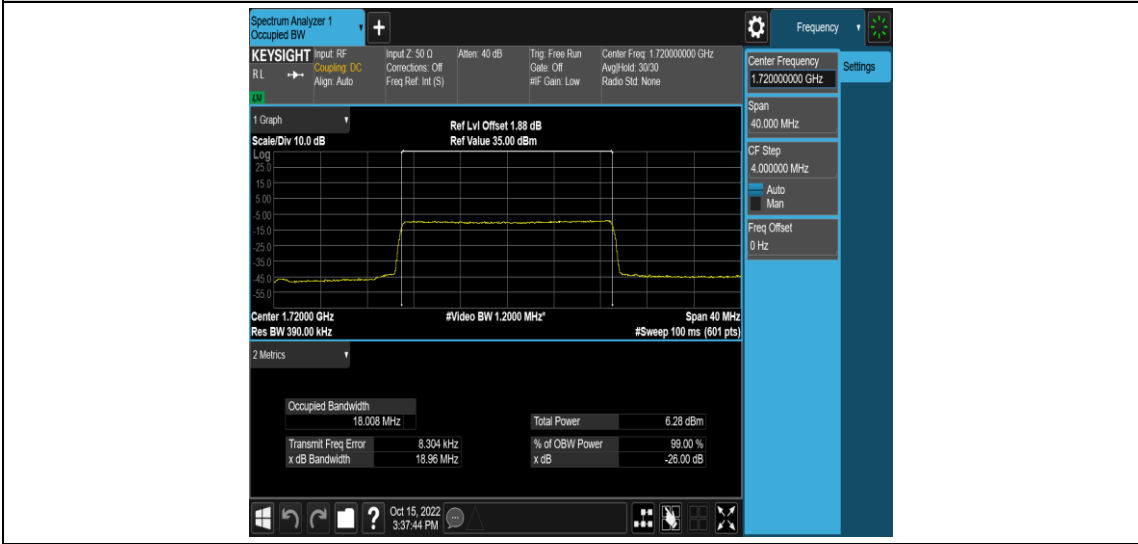 Spectrum Analyzer 1
Occupied BW
+
Frequency
KEYSIGHT
Input: RF
Input Z: 50 Ω
Atten: 40 dB
Trig: Free Run
Center Freq: 1.720000000 GHz
RL
Coupling: DC
Corrections: Off
Gate: Off
Avg|Hold: 30/30
Align: Auto
Freq Ref: Int (S)
#IF Gain: Low
Radio Std: None
Center Frequency
1.720000000 GHz
Settings
Span
40.000 MHz
CF Step
4.000000 MHz
Auto
Man
Freq Offset
0 Hz
1 Graph
Ref Lvl Offset 1.88 dB
Scale/Div 10.0 dB
Ref Value 35.00 dBm
Log
25.0
15.0
5.00
-5.00
-15.0
-25.0
-35.0
-45.0
-55.0
Center 1.72000 GHz
#Video BW 1.2000 MHz*
Span 40 MHz
Res BW 390.00 kHz
#Sweep 100 ms (601 pts)
2 Metrics
Occupied Bandwidth
18.008 MHz
Total Power 6.28 dBm
Transmit Freq Error 8.304 kHz
% of OBW Power 99.00 %
x dB Bandwidth 18.96 MHz
x dB -26.00 dB
?
Oct 15, 2022
3:37:44 PM